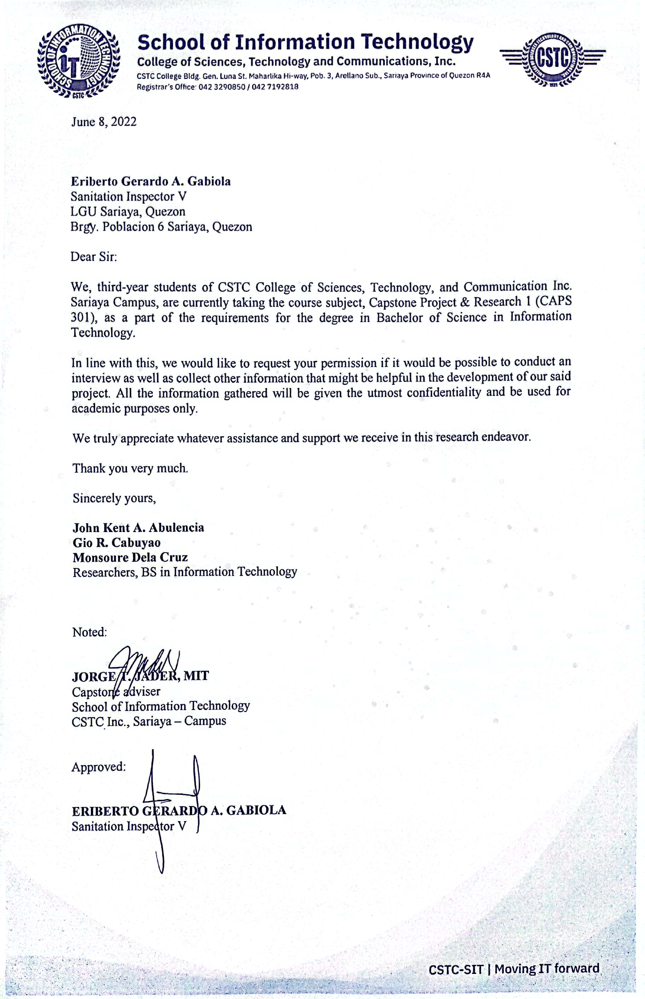 School of Information Technology
College of Sciences, Technology and Communications, Inc.
CSTC College Bldg. Gen. Luna St. Maharlika Hi-way, Pob. 3, Arellano Sub., Sariaya Province of Quezon R4A
Registrar's Office: 042 3290850 / 042 7192818
SCHOOL OF INFORMATION TECHNOLOGY
iT
CSTC
CSTC
1991
June 8, 2022
Eriberto Gerardo A. Gabiola
Sanitation Inspector V
LGU Sariaya, Quezon
Brgy. Poblacion 6 Sariaya, Quezon
Dear Sir:
We, third-year students of CSTC College of Sciences, Technology, and Communication Inc.
Sariaya Campus, are currently taking the course subject, Capstone Project & Research 1 (CAPS
301), as a part of the requirements for the degree in Bachelor of Science in Information
Technology.
In line with this, we would like to request your permission if it would be possible to conduct an
interview as well as collect other information that might be helpful in the development of our said
project. All the information gathered will be given the utmost confidentiality and be used for
academic purposes only.
We truly appreciate whatever assistance and support we receive in this research endeavor.
Thank you very much.
Sincerely yours,
John Kent A. Abulencia
Gio R. Cabuyao
Monsoure Dela Cruz
Researchers, BS in Information Technology
Noted:
JORGE T. JADER, MIT
Capstone adviser
School of Information Technology
CSTC Inc., Sariaya – Campus
Approved:
ERIBERTO GERARDO A. GABIOLA
Sanitation Inspector V
CSTC-SIT | Moving IT forward